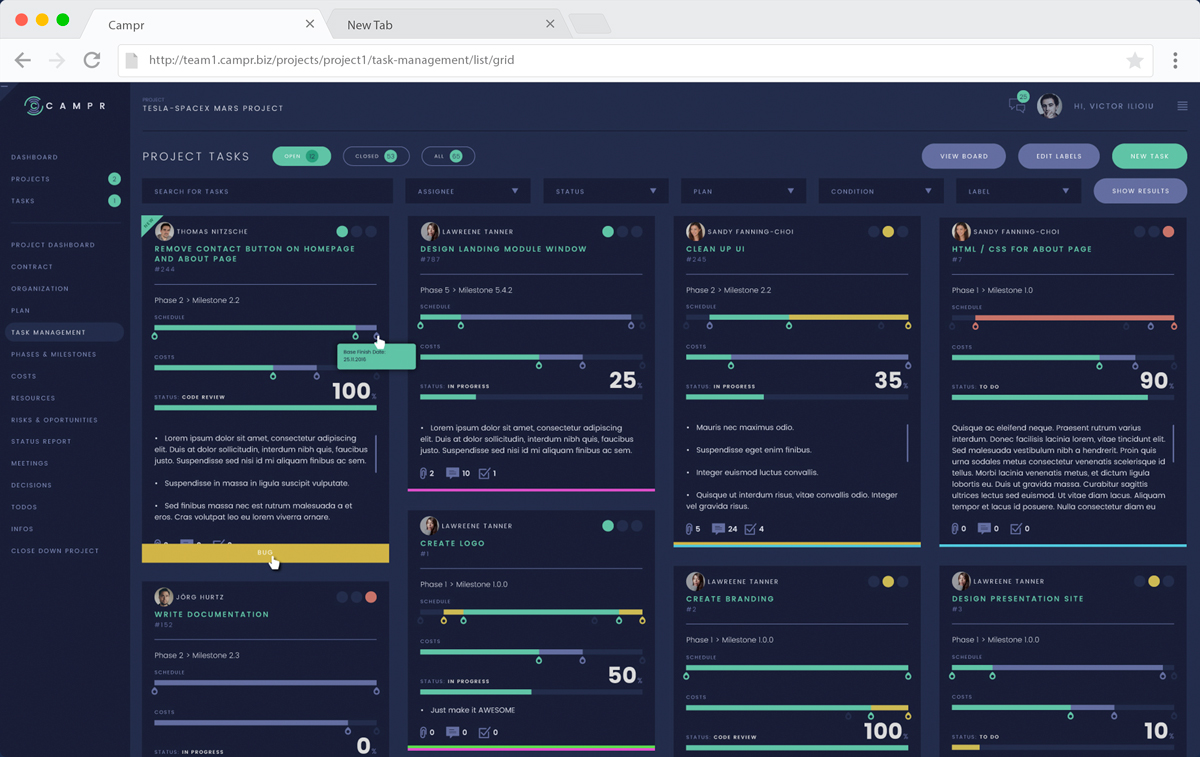 Campr
New Tab
http://team1.campr.biz/projects/project1/task-management/list/grid
CAMPR
PROJECT
TESLA-SPACEX MARS PROJECT
25
HI, VICTOR ILIOIU
DASHBOARD
PROJECTS 2
TASKS 1
PROJECT DASHBOARD
CONTRACT
ORGANIZATION
PLAN
TASK MANAGEMENT
PHASES & MILESTONES
COSTS
RESOURCES
RISKS & OPORTUNITIES
STATUS REPORT
MEETINGS
DECISIONS
TODOS
INFOS
CLOSE DOWN PROJECT
PROJECT TASKS
OPEN 12
CLOSED 53
ALL 65
VIEW BOARD
EDIT LABELS
NEW TASK
SEARCH FOR TASKS
ASSIGNEE
STATUS
PLAN
CONDITION
LABEL
SHOW RESULTS
NEW
THOMAS NITZSCHE
REMOVE CONTACT BUTTON ON HOMEPAGE
AND ABOUT PAGE
#244
Phase 2 > Milestone 2.2
SCHEDULE
Base Finish Date:
25.11.2015
COSTS
STATUS: CODE REVIEW
100%
• Lorem ipsum dolor sit amet, consectetur adipiscing
elit. Duis at dolor sollicitudin, interdum nibh quis, faucibus
justo. Suspendisse sed nisi id mi aliquam finibus ac sem.
• Suspendisse in massa in ligula suscipit vulputate.
• Sed finibus massa nec est rutrum malesuada a et
eros. Cras volutpat leo eu lorem viverra ornare.
BUG
JÖRG HURTZ
WRITE DOCUMENTATION
#152
Phase 2 > Milestone 2.3
SCHEDULE
COSTS
STATUS: IN PROGRESS
0%
LAWREENE TANNER
DESIGN LANDING MODULE WINDOW
#787
Phase 5 > Milestone 5.4.2
SCHEDULE
COSTS
STATUS: IN PROGRESS
25%
• Lorem ipsum dolor sit amet, consectetur adipiscing
elit. Duis at dolor sollicitudin, interdum nibh quis, faucibus
justo. Suspendisse sed nisi id mi aliquam finibus ac sem.
2 10 1
LAWREENE TANNER
CREATE LOGO
#1
Phase 1 > Milestone 1.0.0
SCHEDULE
COSTS
STATUS: IN PROGRESS
50%
• Just make it AWESOME
0 0 0
SANDY FANNING-CHOI
CLEAN UP UI
#245
Phase 2 > Milestone 2.2
SCHEDULE
COSTS
STATUS: IN PROGRESS
35%
• Mauris nec maximus odio.
• Suspendisse eget enim finibus.
• Integer euismod luctus convallis.
• Quisque ut interdum risus, vitae convallis odio. Integer
vel gravida risus.
5 24 4
LAWREENE TANNER
CREATE BRANDING
#2
Phase 1 > Milestone 1.0.0
SCHEDULE
COSTS
STATUS: CODE REVIEW
100%
SANDY FANNING-CHOI
HTML / CSS FOR ABOUT PAGE
#7
Phase 1 > Milestone 1.0
SCHEDULE
COSTS
STATUS: TO DO
90%
Quisque ac eleifend neque. Praesent rutrum varius
interdum. Donec facilisis lacinia lorem, vitae tincidunt elit.
Sed malesuada vestibulum nibh a hendrerit. Proin quis
urna sodales metus consectetur venenatis scelerisque id
tellus. Morbi lacinia venenatis metus, et dictum ligula
lobortis eu. Duis ut gravida massa. Curabitur sagittis
ultrices lectus sed euismod. Ut vitae diam lacus. Aliquam
tempor et lacus id posuere. Nulla consectetur diam eu
0 0 0
LAWREENE TANNER
DESIGN PRESENTATION SITE
#3
Phase 1 > Milestone 1.0.0
SCHEDULE
COSTS
STATUS: TO DO
10%